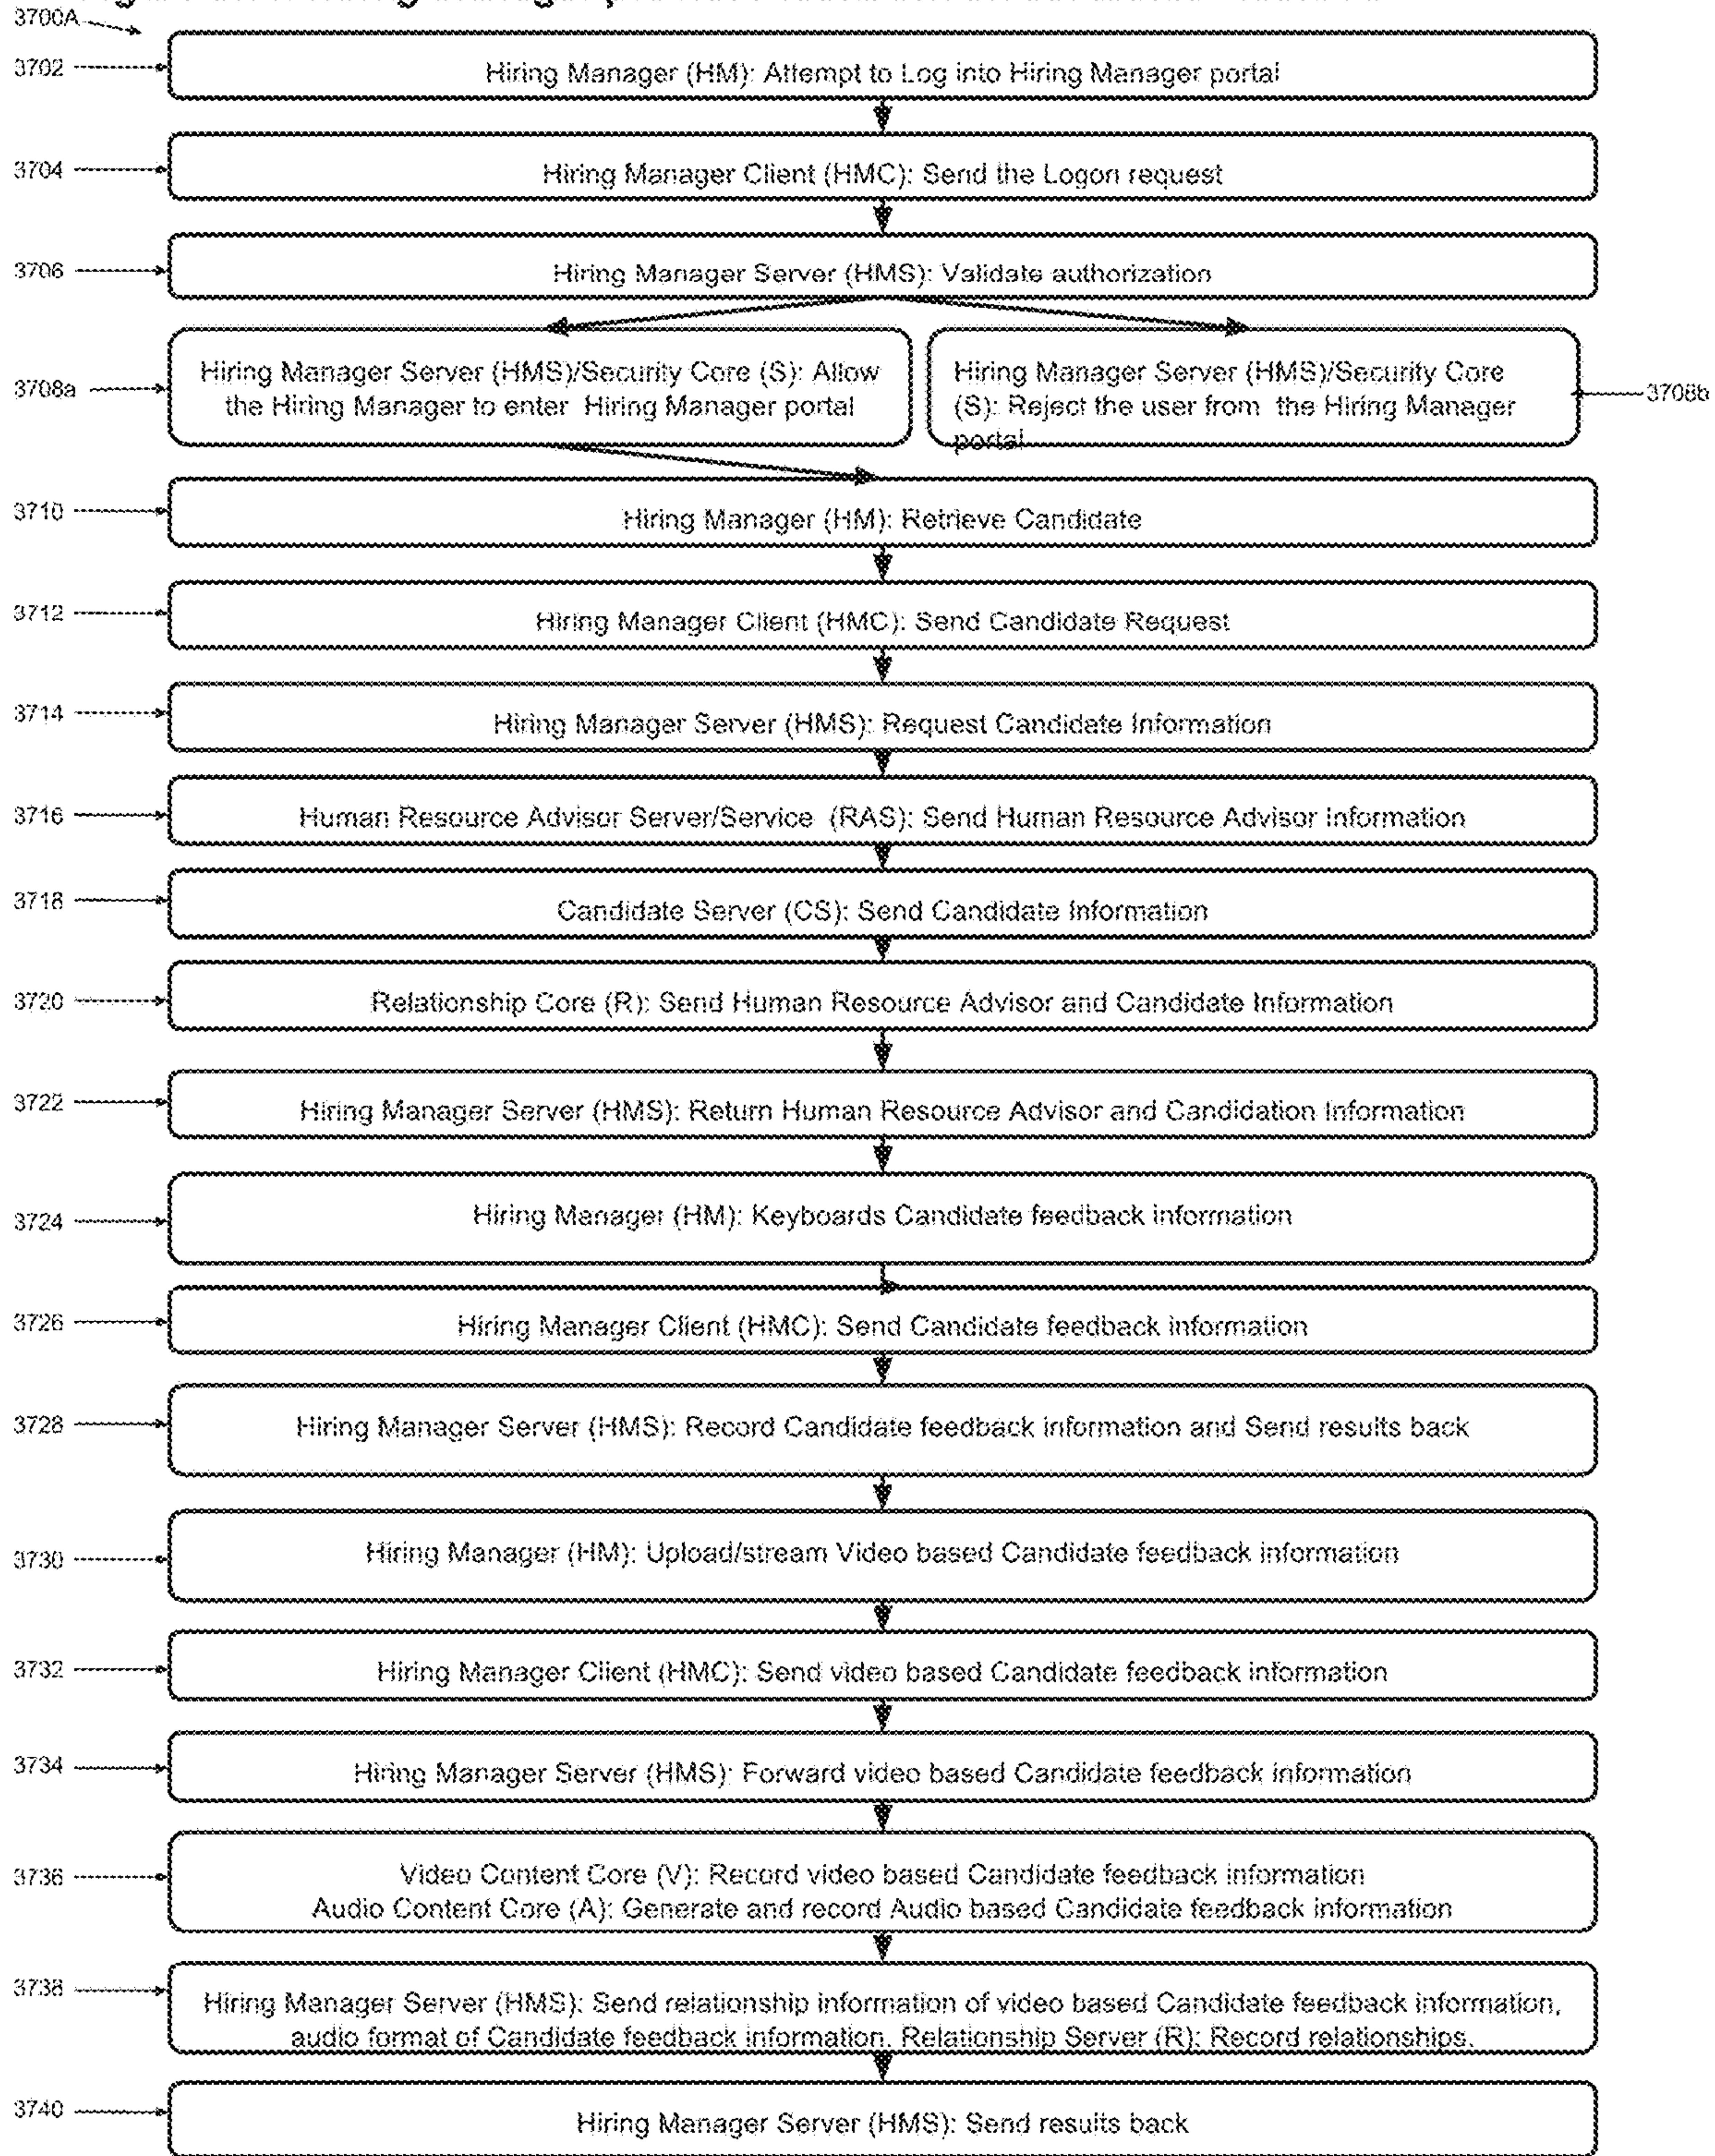 3700A
3702
Hiring Manager (HM): Attempt to Log into Hiring Manager portal
3704
Hiring Manager Client (HMC): Send the Logon request
3706
Hiring Manager Server (HMS): Validate authorization
3708a
Hiring Manager Server (HMS)/Security Core (S): Allow
the Hiring Manager to enter Hiring Manager portal
Hiring Manager Server (HMS)/Security Core
(S): Reject the user from the Hiring Manager
portal
3708b
3710
Hiring Manager (HM): Retrieve Candidate
3712
Hiring Manager Client (HMC): Send Candidate Request
3714
Hiring Manager Server (HMS): Request Candidate Information
3716
Human Resource Advisor Server/Service (RAS): Send Human Resource Advisor Information
3718
Candidate Server (CS): Send Candidate Information
3720
Relationship Core (R): Send Human Resource Advisor and Candidate Information
3722
Hiring Manager Server (HMS): Return Human Resource Advisor and Candidation Information
3724
Hiring Manager (HM): Keyboards Candidate feedback information
3726
Hiring Manager Client (HMC): Send Candidate feedback information
3728
Hiring Manager Server (HMS): Record Candidate feedback information and Send results back
3730
Hiring Manager (HM): Upload/stream Video based Candidate feedback information
3732
Hiring Manager Client (HMC): Send video based Candidate feedback information
3734
Hiring Manager Server (HMS): Forward video based Candidate feedback information
3736
Video Content Core (V): Record video based Candidate feedback information
Audio Content Core (A): Generate and record Audio based Candidate feedback information
3738
Hiring Manager Server (HMS): Send relationship information of video based Candidate feedback information,
audio format of Candidate feedback information. Relationship Server (R): Record relationships.
3740
Hiring Manager Server (HMS): Send results back